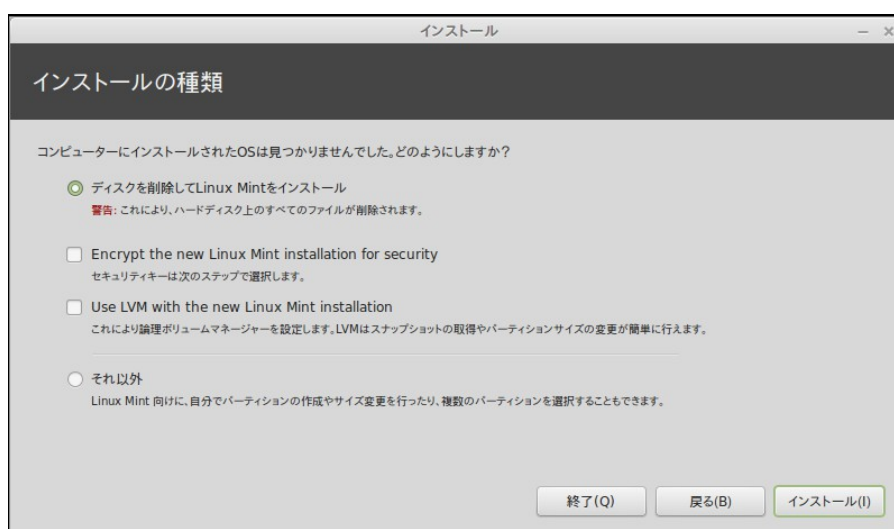 インストール
インストールの種類
コンピューターにインストールされたOSは見つかりませんでした。どのようにしますか？
ディスクを削除してLinux Mintをインストール
警告: これにより、ハードディスク上のすべてのファイルが削除されます。
Encrypt the new Linux Mint installation for security
セキュリティキーは次のステップで選択します。
Use LVM with the new Linux Mint installation
これにより論理ボリュームマネージャーを設定します。LVMはスナップショットの取得やパーティションサイズの変更が簡単に行えます。
それ以外
Linux Mint 向けに、自分でパーティションの作成やサイズ変更を行ったり、複数のパーティションを選択することもできます。
終了(Q) 戻る(B) インストール(I)